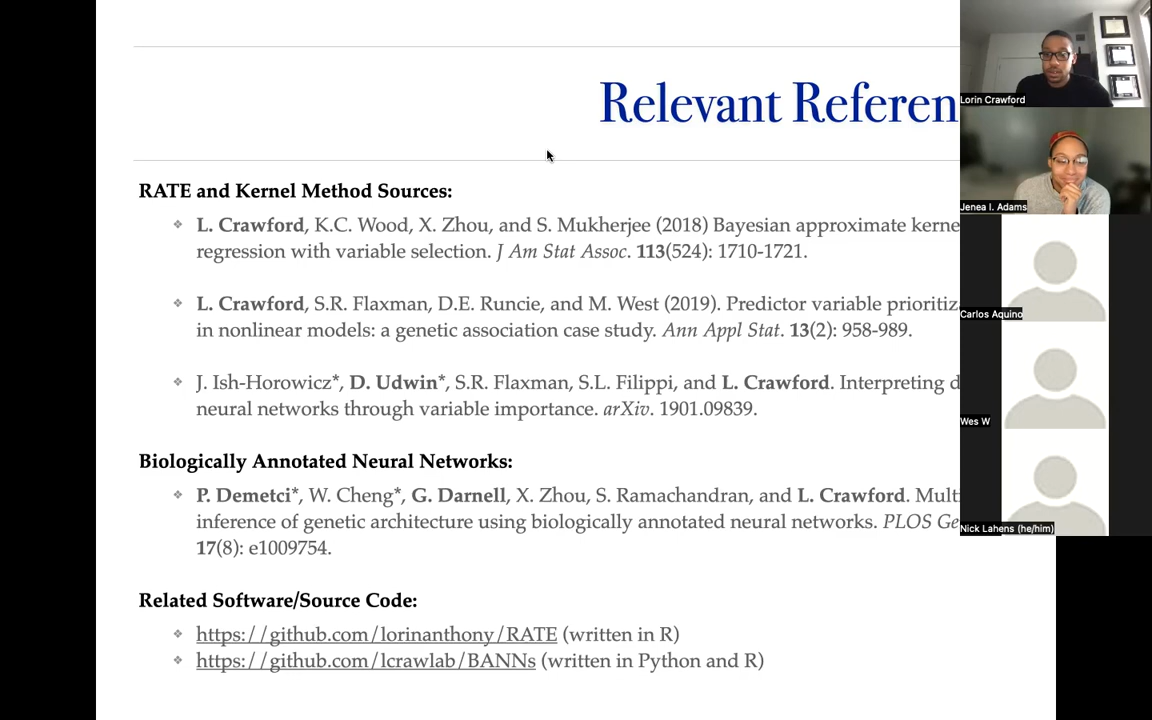 Relevant Referen
RATE and Kernel Method Sources:
❖ L. Crawford, K.C. Wood, X. Zhou, and S. Mukherjee (2018) Bayesian approximate kerne
regression with variable selection. J Am Stat Assoc. 113(524): 1710-1721.
❖ L. Crawford, S.R. Flaxman, D.E. Runcie, and M. West (2019). Predictor variable prioritiz
in nonlinear models: a genetic association case study. Ann Appl Stat. 13(2): 958-989.
❖ J. Ish-Horowicz*, D. Udwin*, S.R. Flaxman, S.L. Filippi, and L. Crawford. Interpreting d
neural networks through variable importance. arXiv. 1901.09839.
Biologically Annotated Neural Networks:
❖ P. Demetci*, W. Cheng*, G. Darnell, X. Zhou, S. Ramachandran, and L. Crawford. Mult
inference of genetic architecture using biologically annotated neural networks. PLOS Ge
17(8): e1009754.
Related Software/Source Code:
❖ https://github.com/lorinanthony/RATE (written in R)
❖ https://github.com/lcrawlab/BANNs (written in Python and R)
Lorin Crawford
Jenea I. Adams
Carlos Aquino
Wes W
Nick Lahens (he/him)